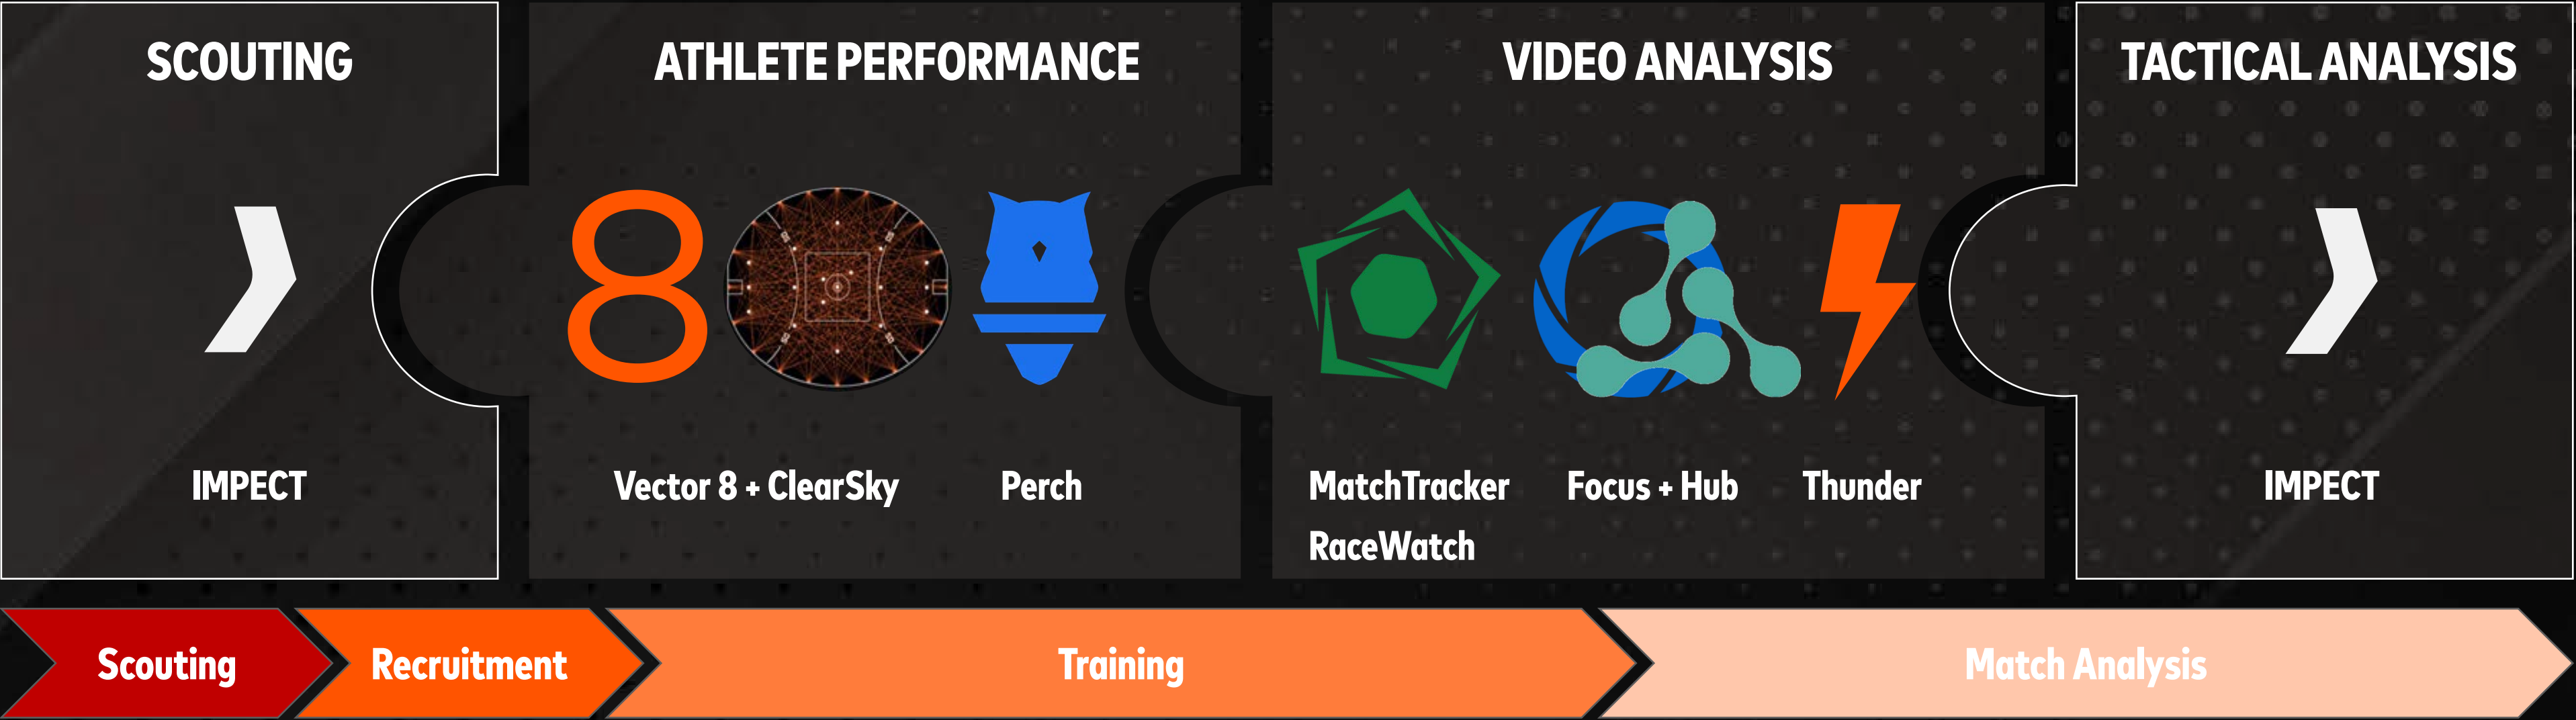 SCOUTING
IMPECT
ATHLETE PERFORMANCE
8
Vector 8 + ClearSky
Perch
VIDEO ANALYSIS
MatchTracker
RaceWatch
Focus + Hub
Thunder
TACTICAL ANALYSIS
IMPECT
Scouting
Recruitment
Training
Match Analysis